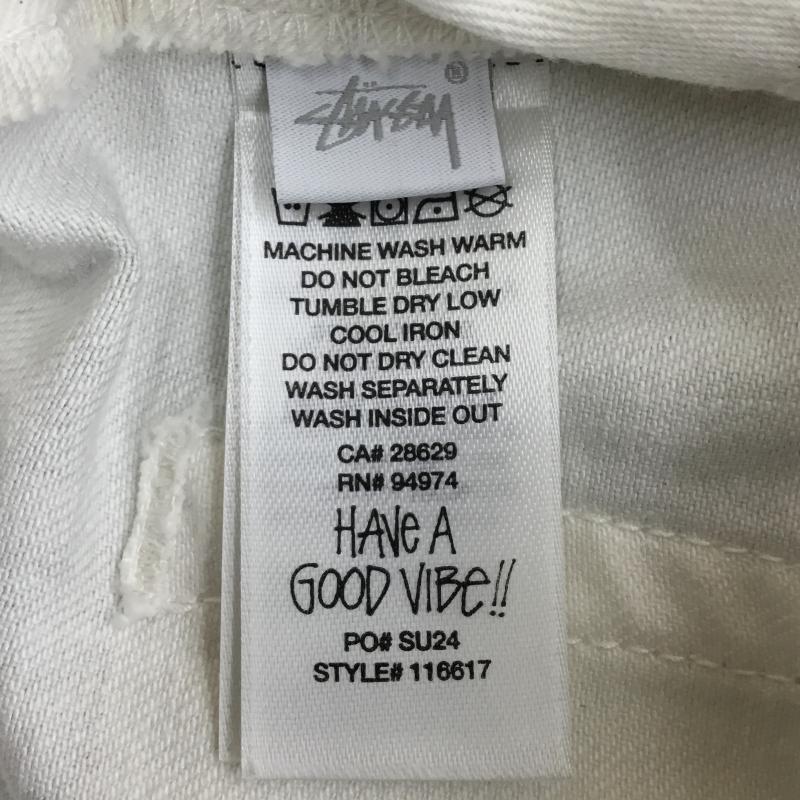 STÜSSY ®
MACHINE WASH WARM
DO NOT BLEACH
TUMBLE DRY LOW
COOL IRON
DO NOT DRY CLEAN
WASH SEPARATELY
WASH INSIDE OUT
CA# 28629
RN# 94974
HAVE A
GOOD VIBE!!
PO# SU24
STYLE# 116617